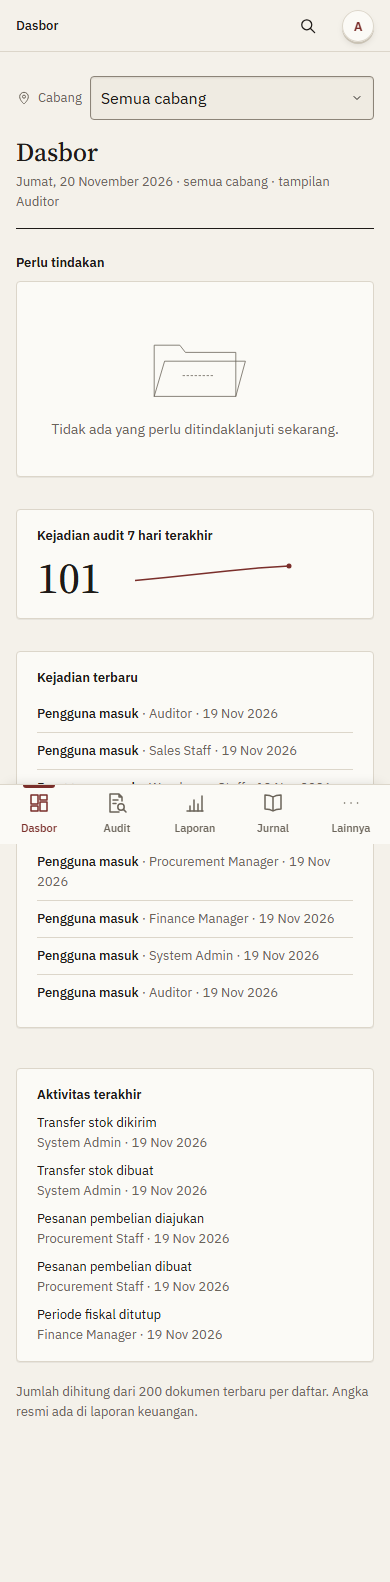 Dasbor
A
Cabang
Semua cabang
Dasbor
Jumat, 20 November 2026 · semua cabang · tampilan
Auditor
Perlu tindakan
Tidak ada yang perlu ditindaklanjuti sekarang.
Kejadian audit 7 hari terakhir
101
Kejadian terbaru
Pengguna masuk · Auditor · 19 Nov 2026
Pengguna masuk · Sales Staff · 19 Nov 2026
Dasbor
Audit
Laporan
Jurnal
Lainnya
Pengguna masuk · Procurement Manager · 19 Nov
2026
Pengguna masuk · Finance Manager · 19 Nov 2026
Pengguna masuk · System Admin · 19 Nov 2026
Pengguna masuk · Auditor · 19 Nov 2026
Aktivitas terakhir
Transfer stok dikirim
System Admin · 19 Nov 2026
Transfer stok dibuat
System Admin · 19 Nov 2026
Pesanan pembelian diajukan
Procurement Staff · 19 Nov 2026
Pesanan pembelian dibuat
Procurement Staff · 19 Nov 2026
Periode fiskal ditutup
Finance Manager · 19 Nov 2026
Jumlah dihitung dari 200 dokumen terbaru per daftar. Angka
resmi ada di laporan keuangan.